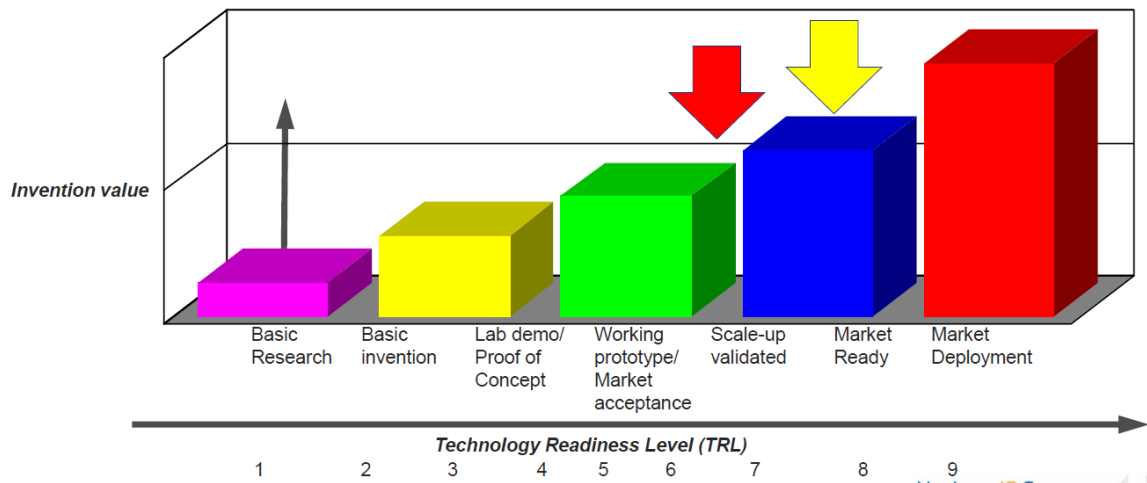 Invention value
Basic
Research
Basic
invention
Lab demo/
Proof of
Concept
Working
prototype/
Market
acceptance
Scale-up
validated
Market
Ready
Market
Deployment
Technology Readiness Level (TRL)
1 2 3 4 5 6 7 8 9